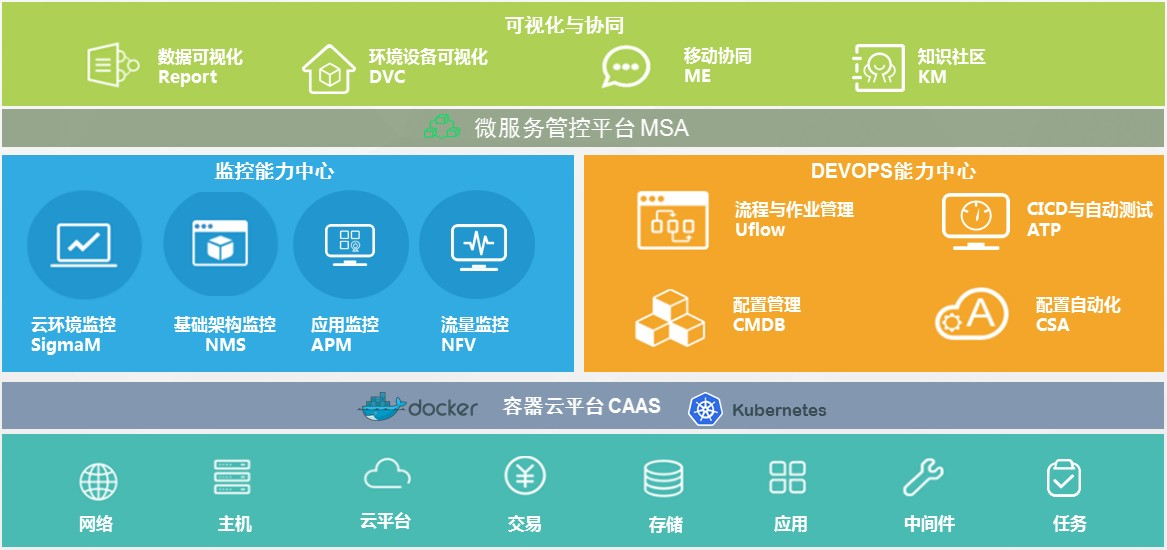 可视化与协同
数据可视化
Report
环境设备可视化
DVC
移动协同
ME
知识社区
KM
微服务管控平台 MSA
监控能力中心
云环境监控
SigmaM
基础架构监控
NMS
应用监控
APM
流量监控
NFV
DEVOPS能力中心
流程与作业管理
Uflow
CICD与自动测试
ATP
配置管理
CMDB
A
配置自动化
CSA
docker
容器云平台 CAAS
Kubernetes
网络
主机
云平台
¥
交易
存储
应用
中间件
任务